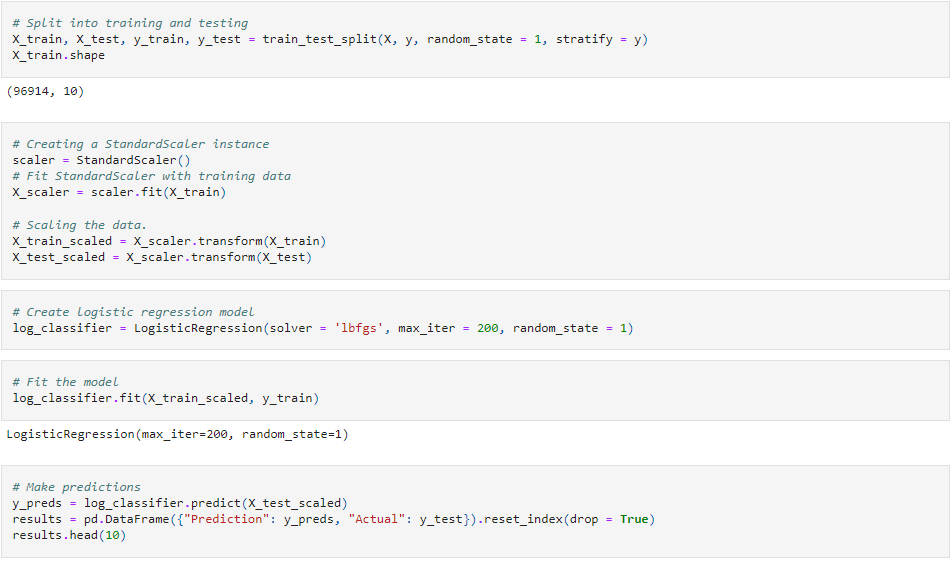 # Split into training and testing
X_train, X_test, y_train, y_test = train_test_split(X, y, random_state = 1, stratify = y)
X_train.shape
(96914, 10)
# Creating a StandardScaler instance
scaler = StandardScaler()
# Fit StandardScaler with training data
X_scaler = scaler.fit(X_train)
# Scaling the data.
X_train_scaled = X_scaler.transform(X_train)
X_test_scaled = X_scaler.transform(X_test)
# Create logistic regression model
log_classifier = LogisticRegression(solver = 'lbfgs', max_iter = 200, random_state = 1)
# Fit the model
log_classifier.fit(X_train_scaled, y_train)
LogisticRegression(max_iter=200, random_state=1)
# Make predictions
y_preds = log_classifier.predict(X_test_scaled)
results = pd.DataFrame({"Prediction": y_preds, "Actual": y_test}).reset_index(drop = True)
results.head(10)